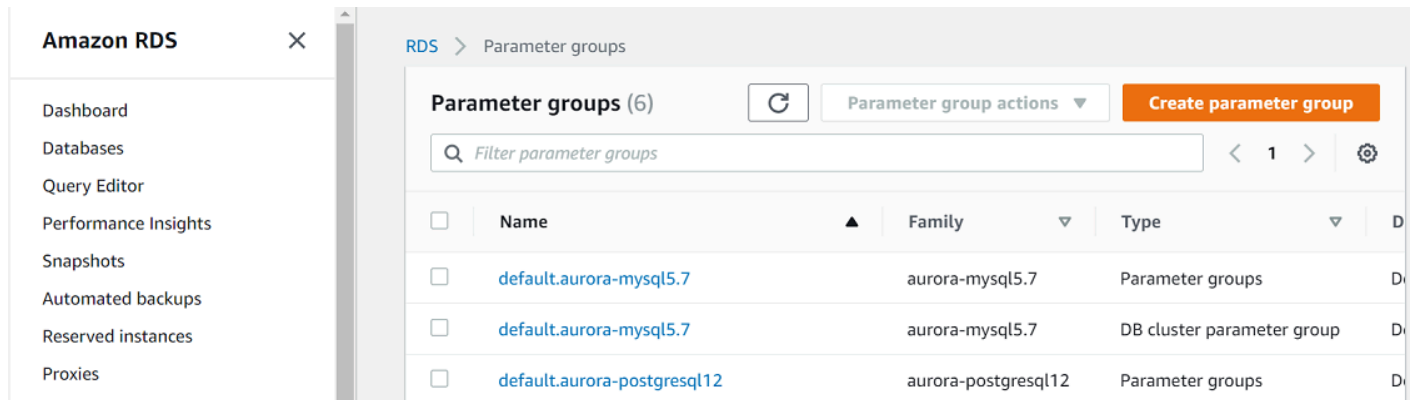 Amazon RDS
Dashboard
Databases
Query Editor
Performance Insights
Snapshots
Automated backups
Reserved instances
Proxies
RDS > Parameter groups
Parameter groups (6) Parameter group actions Create parameter group
Filter parameter groups 1
Name Family Type D
default.aurora-mysql5.7 aurora-mysql5.7 Parameter groups
default.aurora-mysql5.7 aurora-mysql5.7 DB cluster parameter group
default.aurora-postgresql12 aurora-postgresql12 Parameter groups